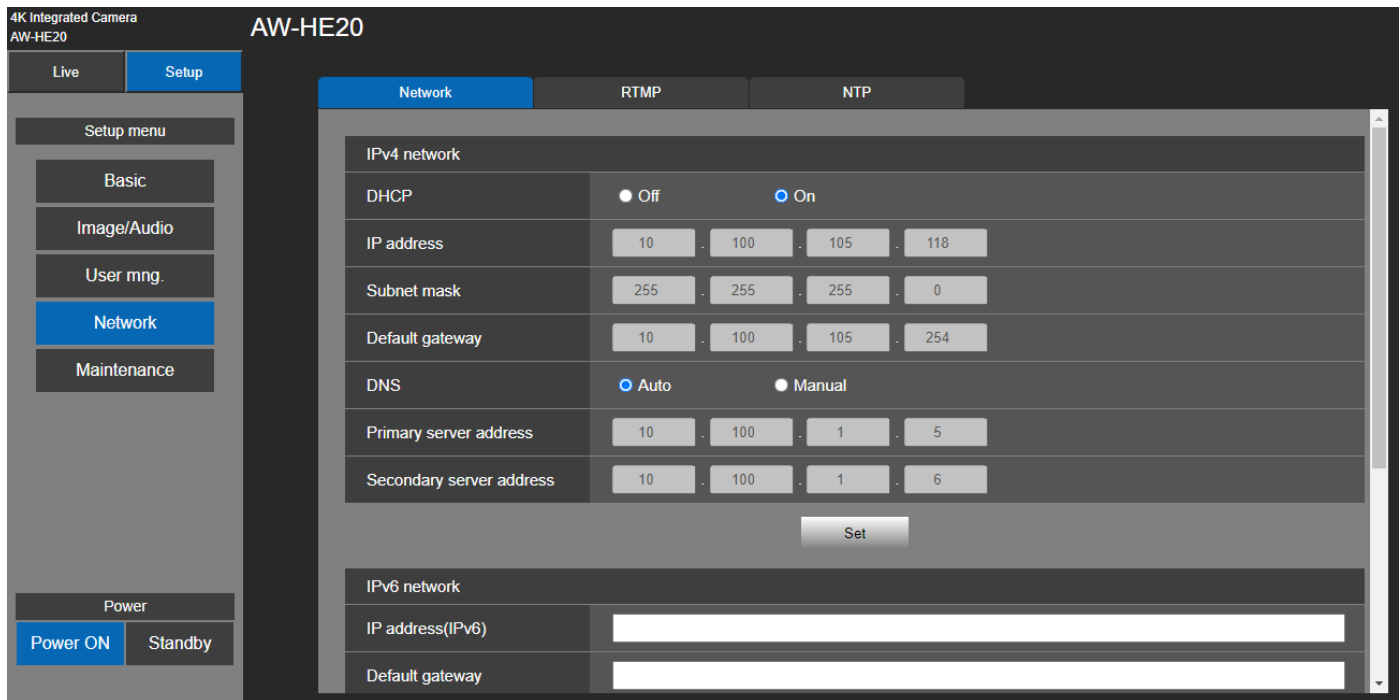 4K Integrated Camera
AW-HE20
AW-HE20
Live Setup
Setup menu
Basic
Image/Audio
User mng.
Network
Maintenance
Power
Power ON Standby
Network RTMP NTP
IPv4 network
DHCP Off On
IP address 10 . 100 . 105 . 118
Subnet mask 255 . 255 . 255 . 0
Default gateway 10 . 100 . 105 . 254
DNS Auto Manual
Primary server address 10 . 100 . 1 . 5
Secondary server address 10 . 100 . 1 . 6
Set
IPv6 network
IP address(IPv6)
Default gateway